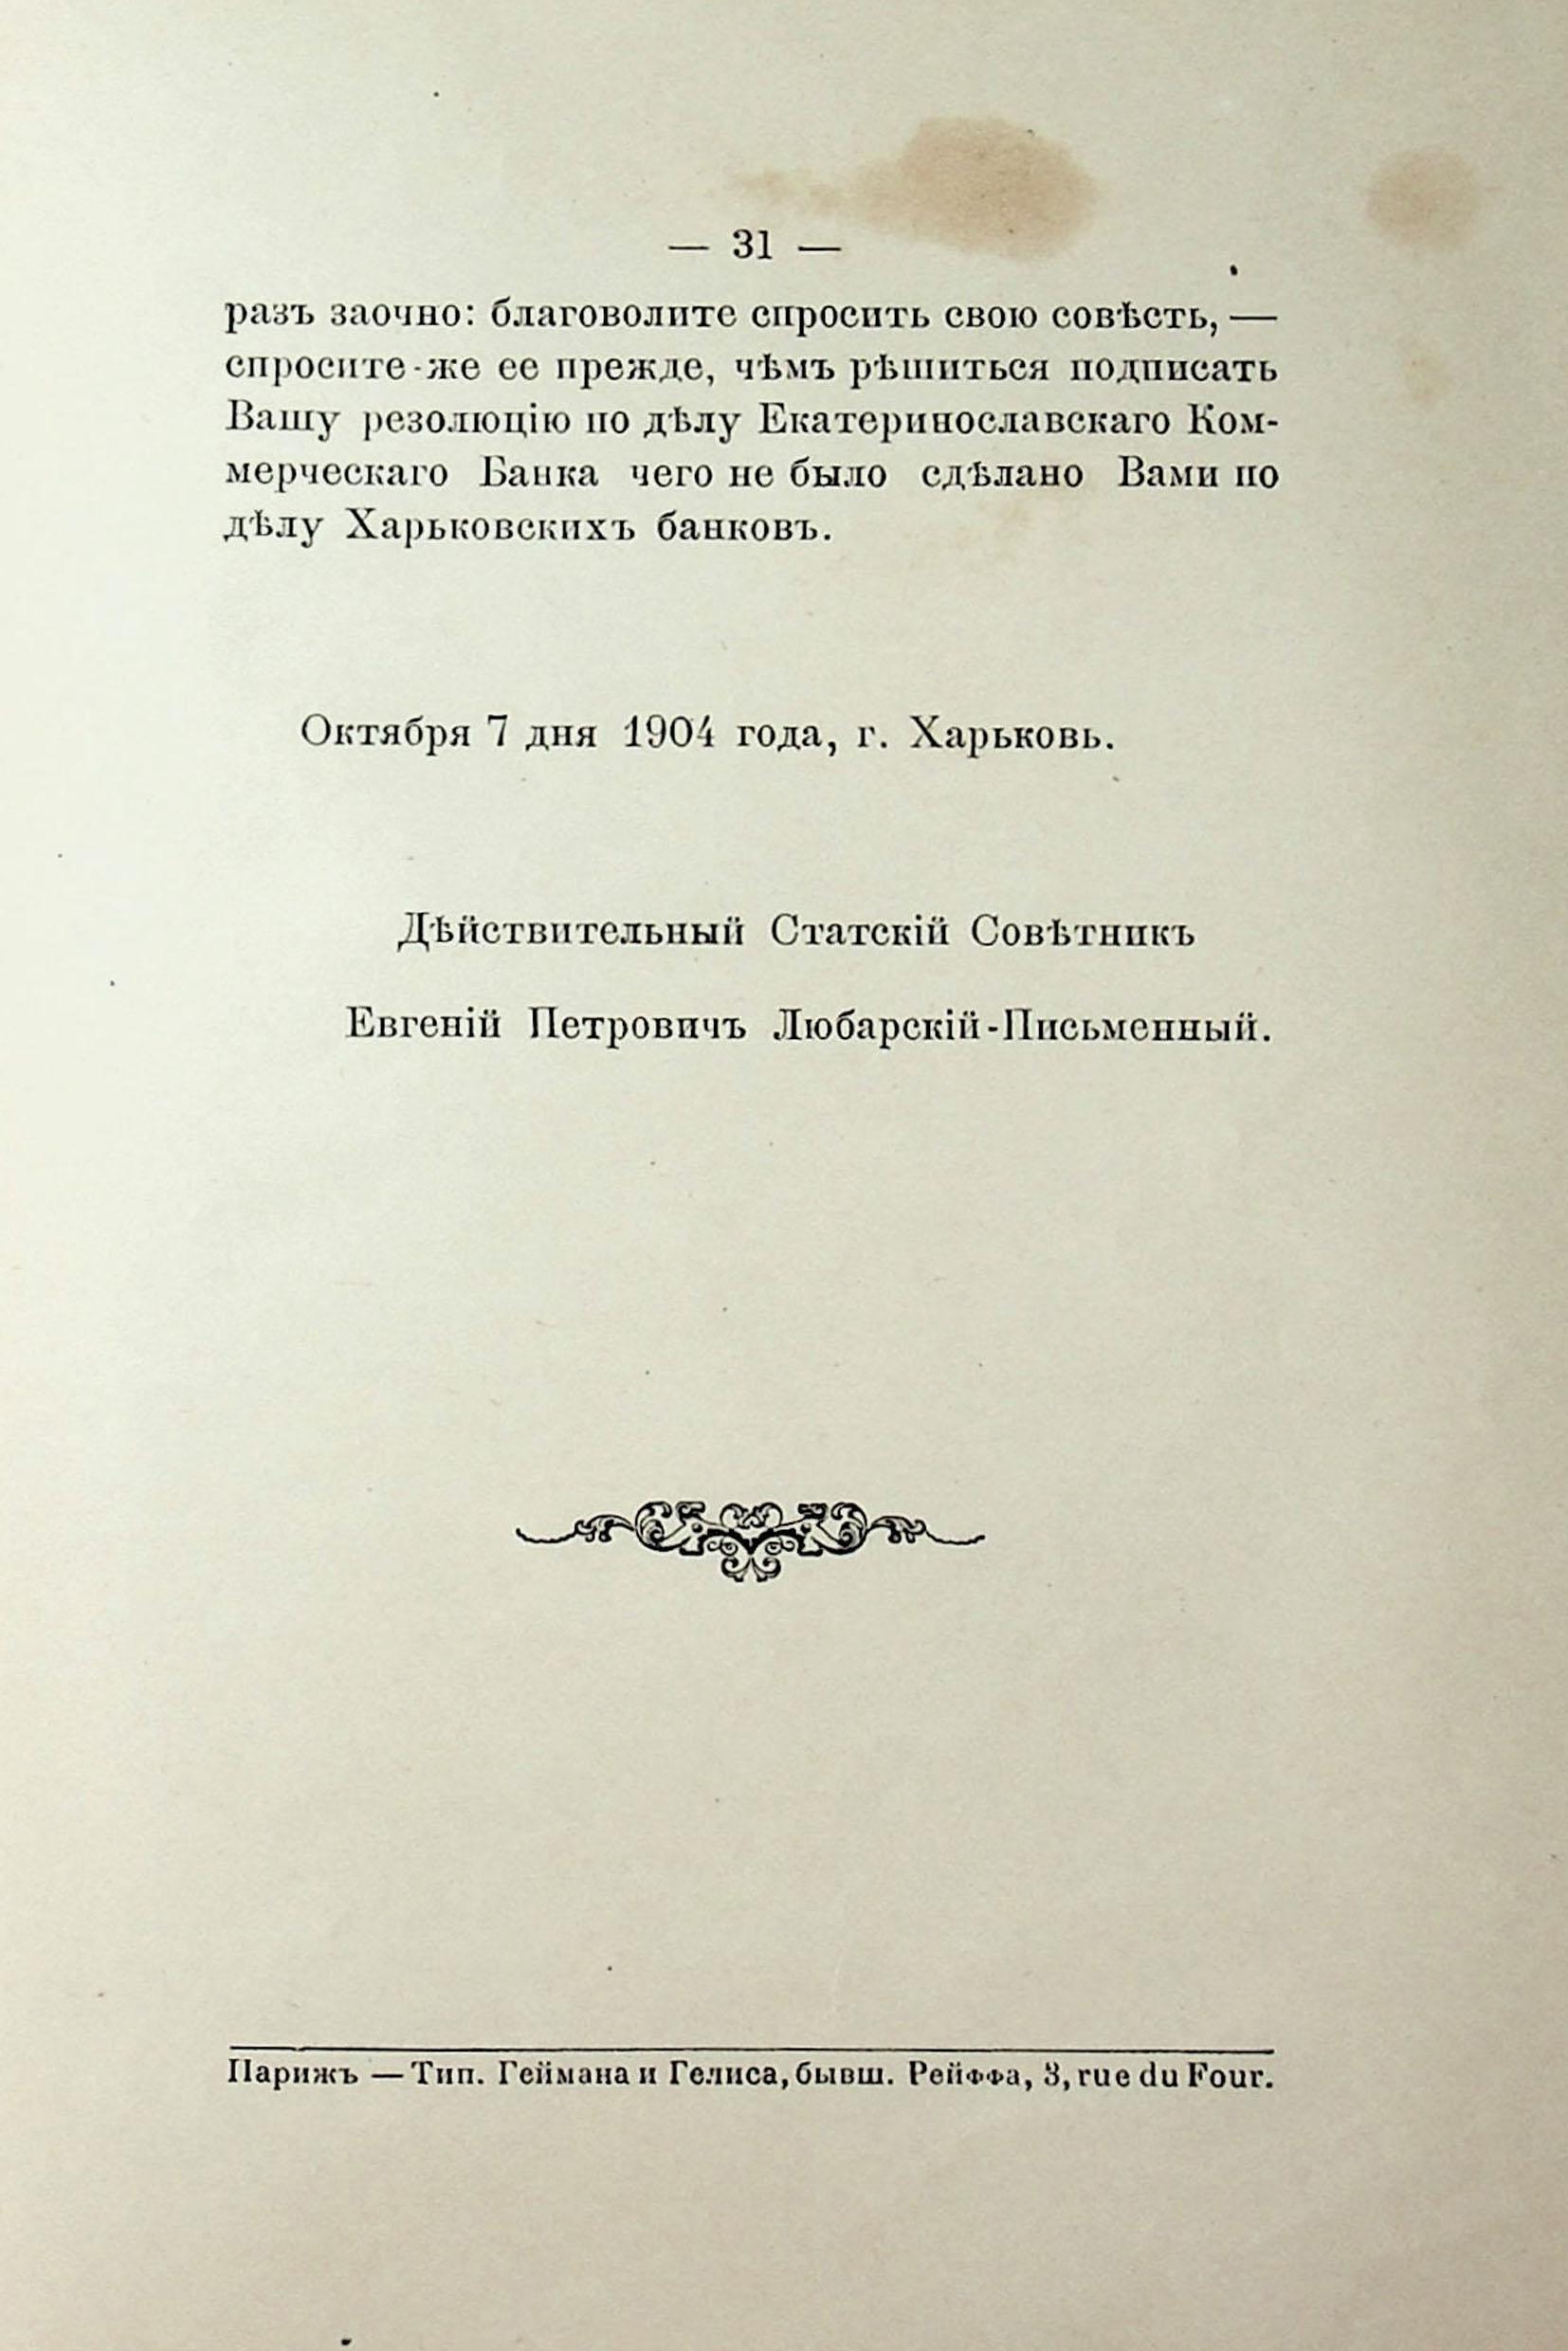 — 31 —
разъ заочно: благоволите спросить свою совѣсть, —
спросите-же ее прежде, чѣмъ рѣшиться подписать
Вашу резолюцію по дѣлу Екатеринославскаго Ком-
мерческаго Банка чего не было сдѣлано Вами по
дѣлу Харьковскихъ банковъ.
Октября 7 дня 1904 года, г. Харьковь.
Дѣйствительный Статскій Совѣтникъ
Евгеній Петровичъ Любарскій-Письменный.
Парижъ — Тип. Геймана и Гелиса, бывш. Рейффа, 3, rue du Four.